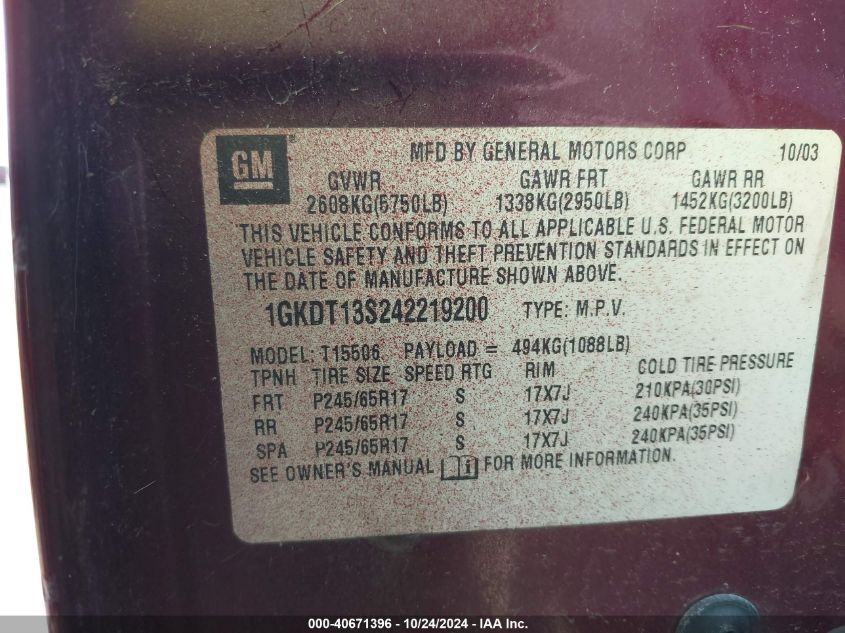 GM
MFD BY GENERAL MOTORS CORP 10/03
GVWR GAWR FRT GAWR RR
2608KG(5750LB) 1338KG(2950LB) 1452KG(3200LB)
THIS VEHICLE CONFORMS TO ALL APPLICABLE U.S. FEDERAL MOTOR
VEHICLE SAFETY AND THEFT PREVENTION STANDARDS IN EFFECT ON
THE DATE OF MANUFACTURE SHOWN ABOVE.
1GKDT13S242219200 TYPE: M.P.V.
MODEL: T15506 PAYLOAD = 494KG(1088LB)
TPNH TIRE SIZE SPEED RTG RIM COLD TIRE PRESSURE
FRT P245/65R17 S 17X7J 210KPA(30PSI)
RR P245/65R17 S 17X7J 240KPA(35PSI)
SPA P245/65R17 S 17X7J 240KPA(35PSI)
SEE OWNER'S MANUAL FOR MORE INFORMATION.
000-40671396 - 10/24/2024 - IAA Inc.